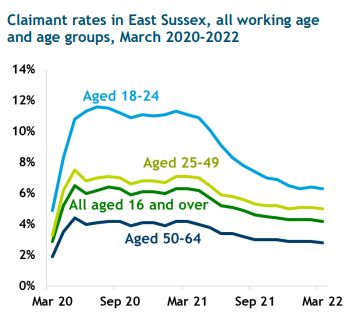 Claimant rates in East Sussex, all working age
and age groups, March 2020-2022
14%
12%
10%
8%
6%
4%
2%
0%
Aged 18-24
Aged 25-49
All aged 16 and over
Aged 50-64
Mar 20
Sep 20
Mar 21
Sep 21
Mar 22